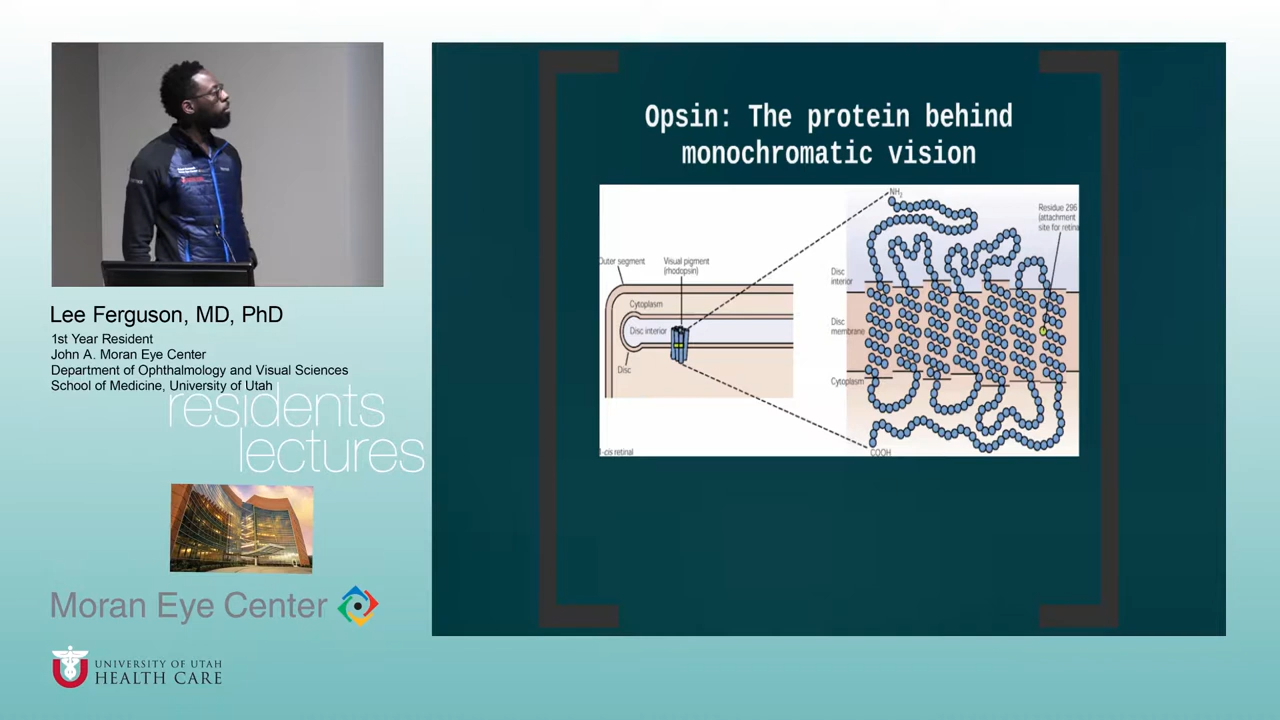 Opsin: The protein behind
monochromatic vision
NH2
Residue 296
(attachment
site for retina
Outer segment
Visual pigment
(rhodopsin)
Cytoplasm
Disc interior
Disc
Disc
interior
Disc
membrane
Cytoplasm
COOH
-cis retinal
Lee Ferguson, MD, PhD
1st Year Resident
John A. Moran Eye Center
Department of Ophthalmology and Visual Sciences
School of Medicine, University of Utah
residents
lectures
Moran Eye Center
UNIVERSITY OF UTAH
HEALTH CARE